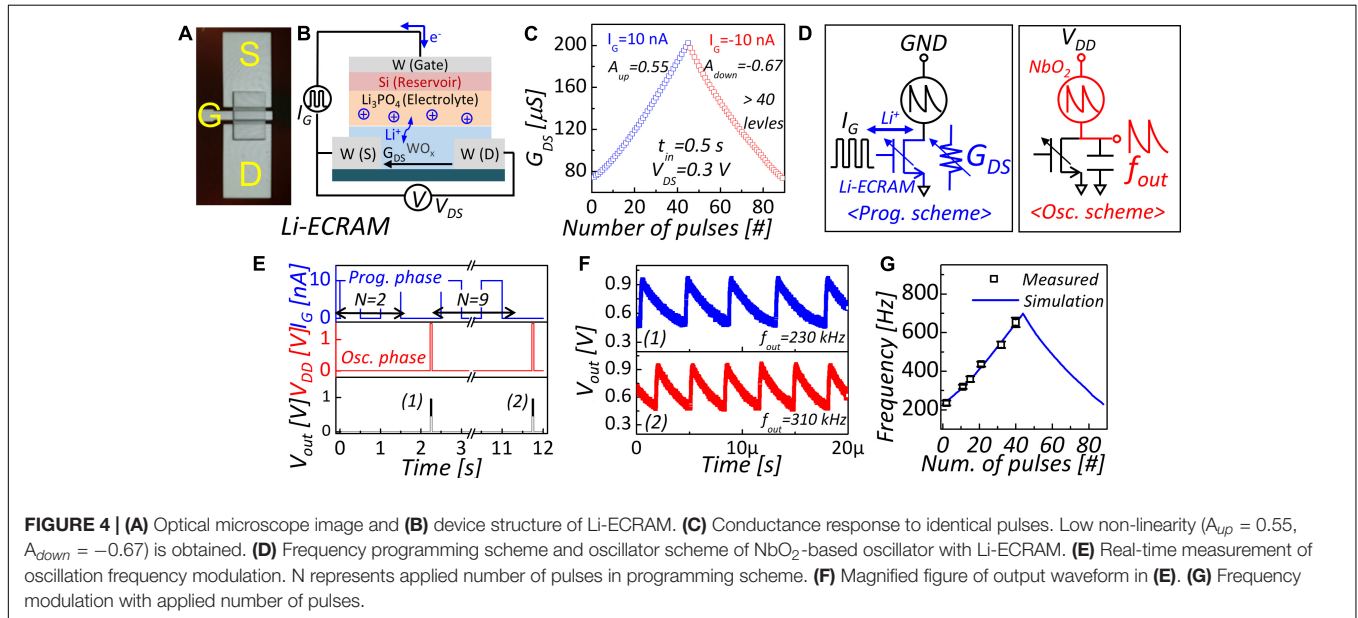 A
S
G
D
B
e-
I_G
W (Gate)
Si (Reservoir)
Li₃PO₄ (Electrolyte)
Li⁺
G_DS
WOₓ
W (S)
W (D)
V
V_DS
Li-ECRAM
C
G_DS [µS]
200
160
120
80
I_G=10 nA
A_up=0.55
I_G=-10 nA
A_down=-0.67
> 40
levles
t_in=0.5 s
V_DS=0.3 V
0 20 40 60 80
Number of pulses [#]
D
GND
I_G
Li⁺
Li-ECRAM
G_DS
<Prog. scheme>
V_DD
NbO₂
f_out
<Osc. scheme>
E
I_G [nA]
10
0
Prog. phase
N=2
N=9
V_DD [V]
1
0
Osc. phase
V_out [V]
1
0
(1)
(2)
0 1 2 3 11 12
Time [s]
F
V_out [V]
0.9
0.6
0.3
(1)
f_out=230 kHz
0.9
0.6
0.3
(2)
f_out=310 kHz
0 10µ 20µ
Time [s]
G
Frequency [Hz]
800
600
400
200
Measured
Simulation
0 20 40 60 80
Num. of pulses [#]
FIGURE 4 | (A) Optical microscope image and (B) device structure of Li-ECRAM. (C) Conductance response to identical pulses. Low non-linearity (A_up = 0.55,
A_down = −0.67) is obtained. (D) Frequency programming scheme and oscillator scheme of NbO₂-based oscillator with Li-ECRAM. (E) Real-time measurement of
oscillation frequency modulation. N represents applied number of pulses in programming scheme. (F) Magnified figure of output waveform in (E). (G) Frequency
modulation with applied number of pulses.